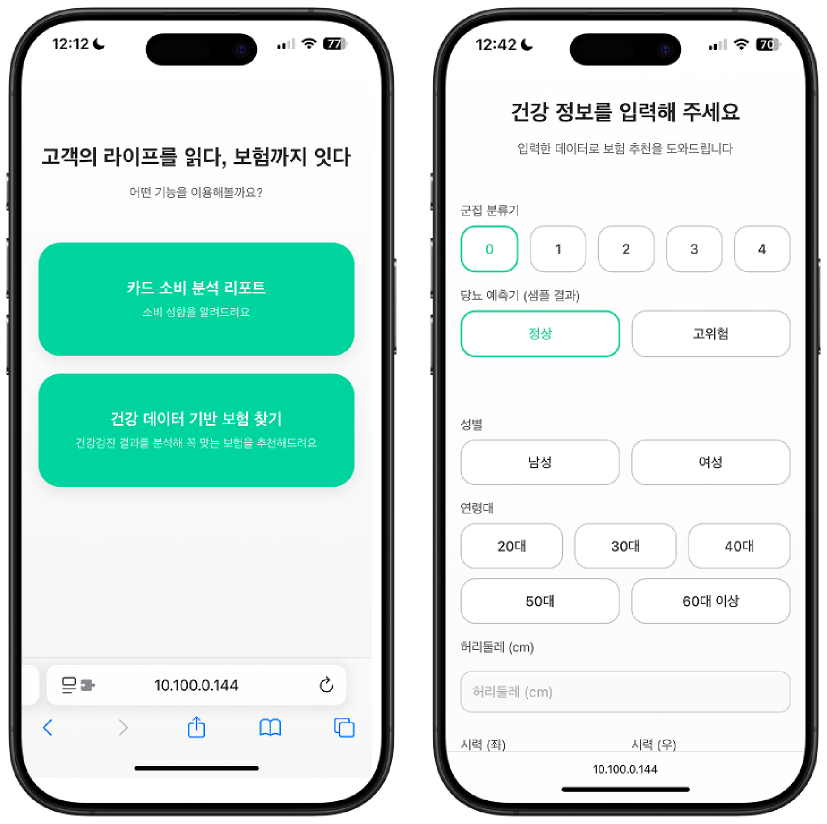 12:12
77
고객의 라이프를 읽다, 보험까지 잇다
어떤 기능을 이용해볼까요?
카드 소비 분석 리포트
소비 성향을 알려드려요
건강 데이터 기반 보험 찾기
건강검진 결과를 분석해 꼭 맞는 보험을 추천해드려요
10.100.0.144
12:42
70
건강 정보를 입력해 주세요
입력한 데이터로 보험 추천을 도와드립니다
군집 분류기
0 1 2 3 4
당뇨 예측기 (샘플 결과)
정상 고위험
성별
남성 여성
연령대
20대 30대 40대
50대 60대 이상
허리둘레 (cm)
허리둘레 (cm)
시력 (좌) 시력 (우)
10.100.0.144